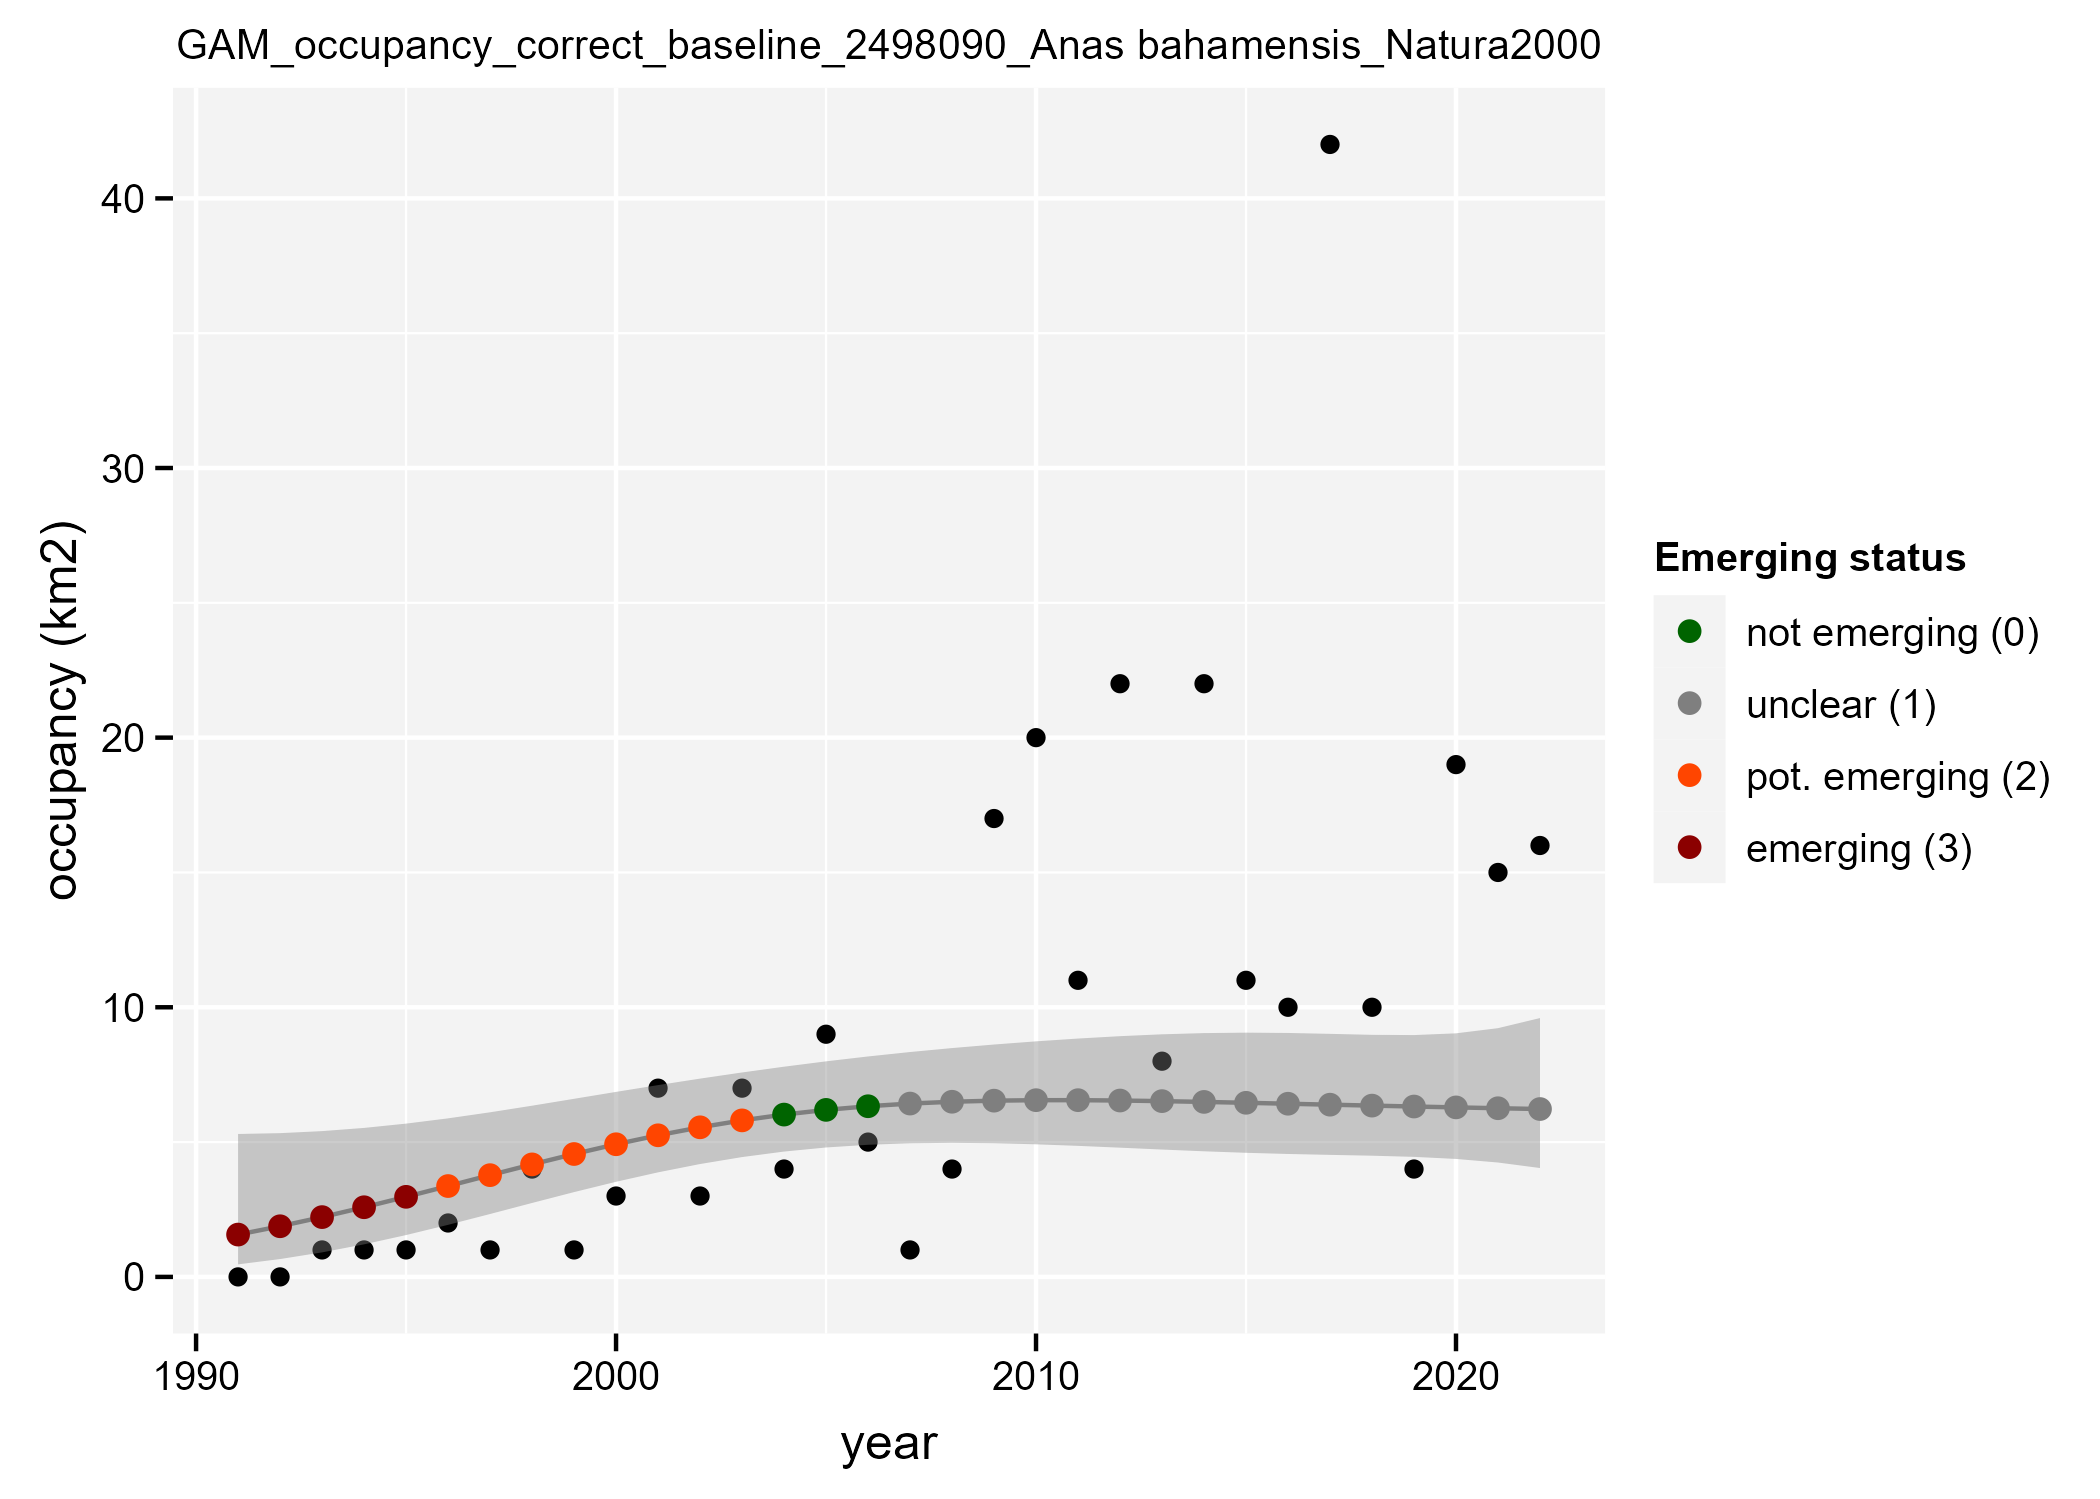 GAM_occupancy_correct_baseline_2498090_Anas bahamensis_Natura2000
occupancy (km2)
40
30
20
10
0
1990 2000 2010 2020
year
Emerging status
not emerging (0)
unclear (1)
pot. emerging (2)
emerging (3)